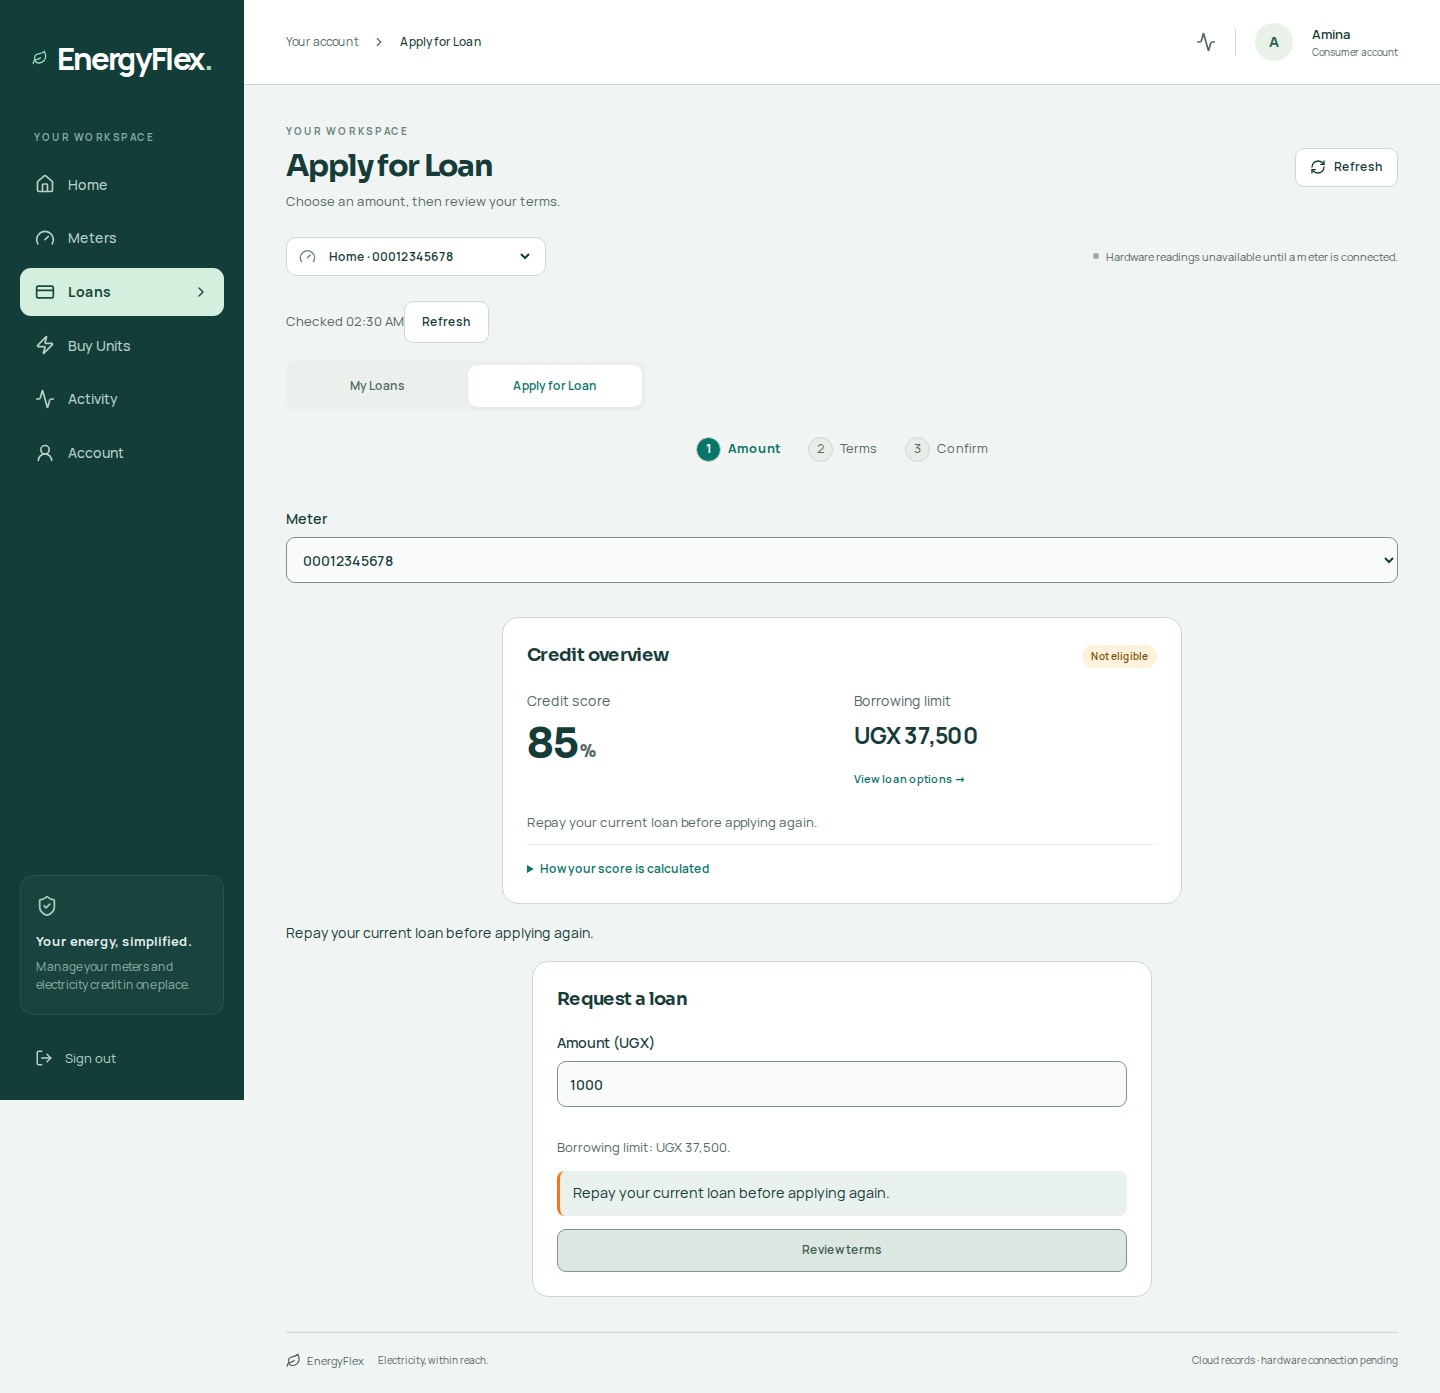 EnergyFlex.
YOUR WORKSPACE
Home
Meters
Loans
Buy Units
Activity
Account
Your energy, simplified.
Manage your meters and
electricity credit in one place.
Sign out
Your account > Apply for Loan
A
Amina
Consumer account
YOUR WORKSPACE
Apply for Loan
Choose an amount, then review your terms.
Refresh
Home · 00012345678
Hardware readings unavailable until a meter is connected.
Checked 02:30 AM
Refresh
My Loans
Apply for Loan
1 Amount
2 Terms
3 Confirm
Meter
00012345678
Credit overview
Not eligible
Credit score
85%
Borrowing limit
UGX 37,500
View loan options →
Repay your current loan before applying again.
How your score is calculated
Repay your current loan before applying again.
Request a loan
Amount (UGX)
1000
Borrowing limit: UGX 37,500.
Repay your current loan before applying again.
Review terms
EnergyFlex
Electricity, within reach.
Cloud records · hardware connection pending